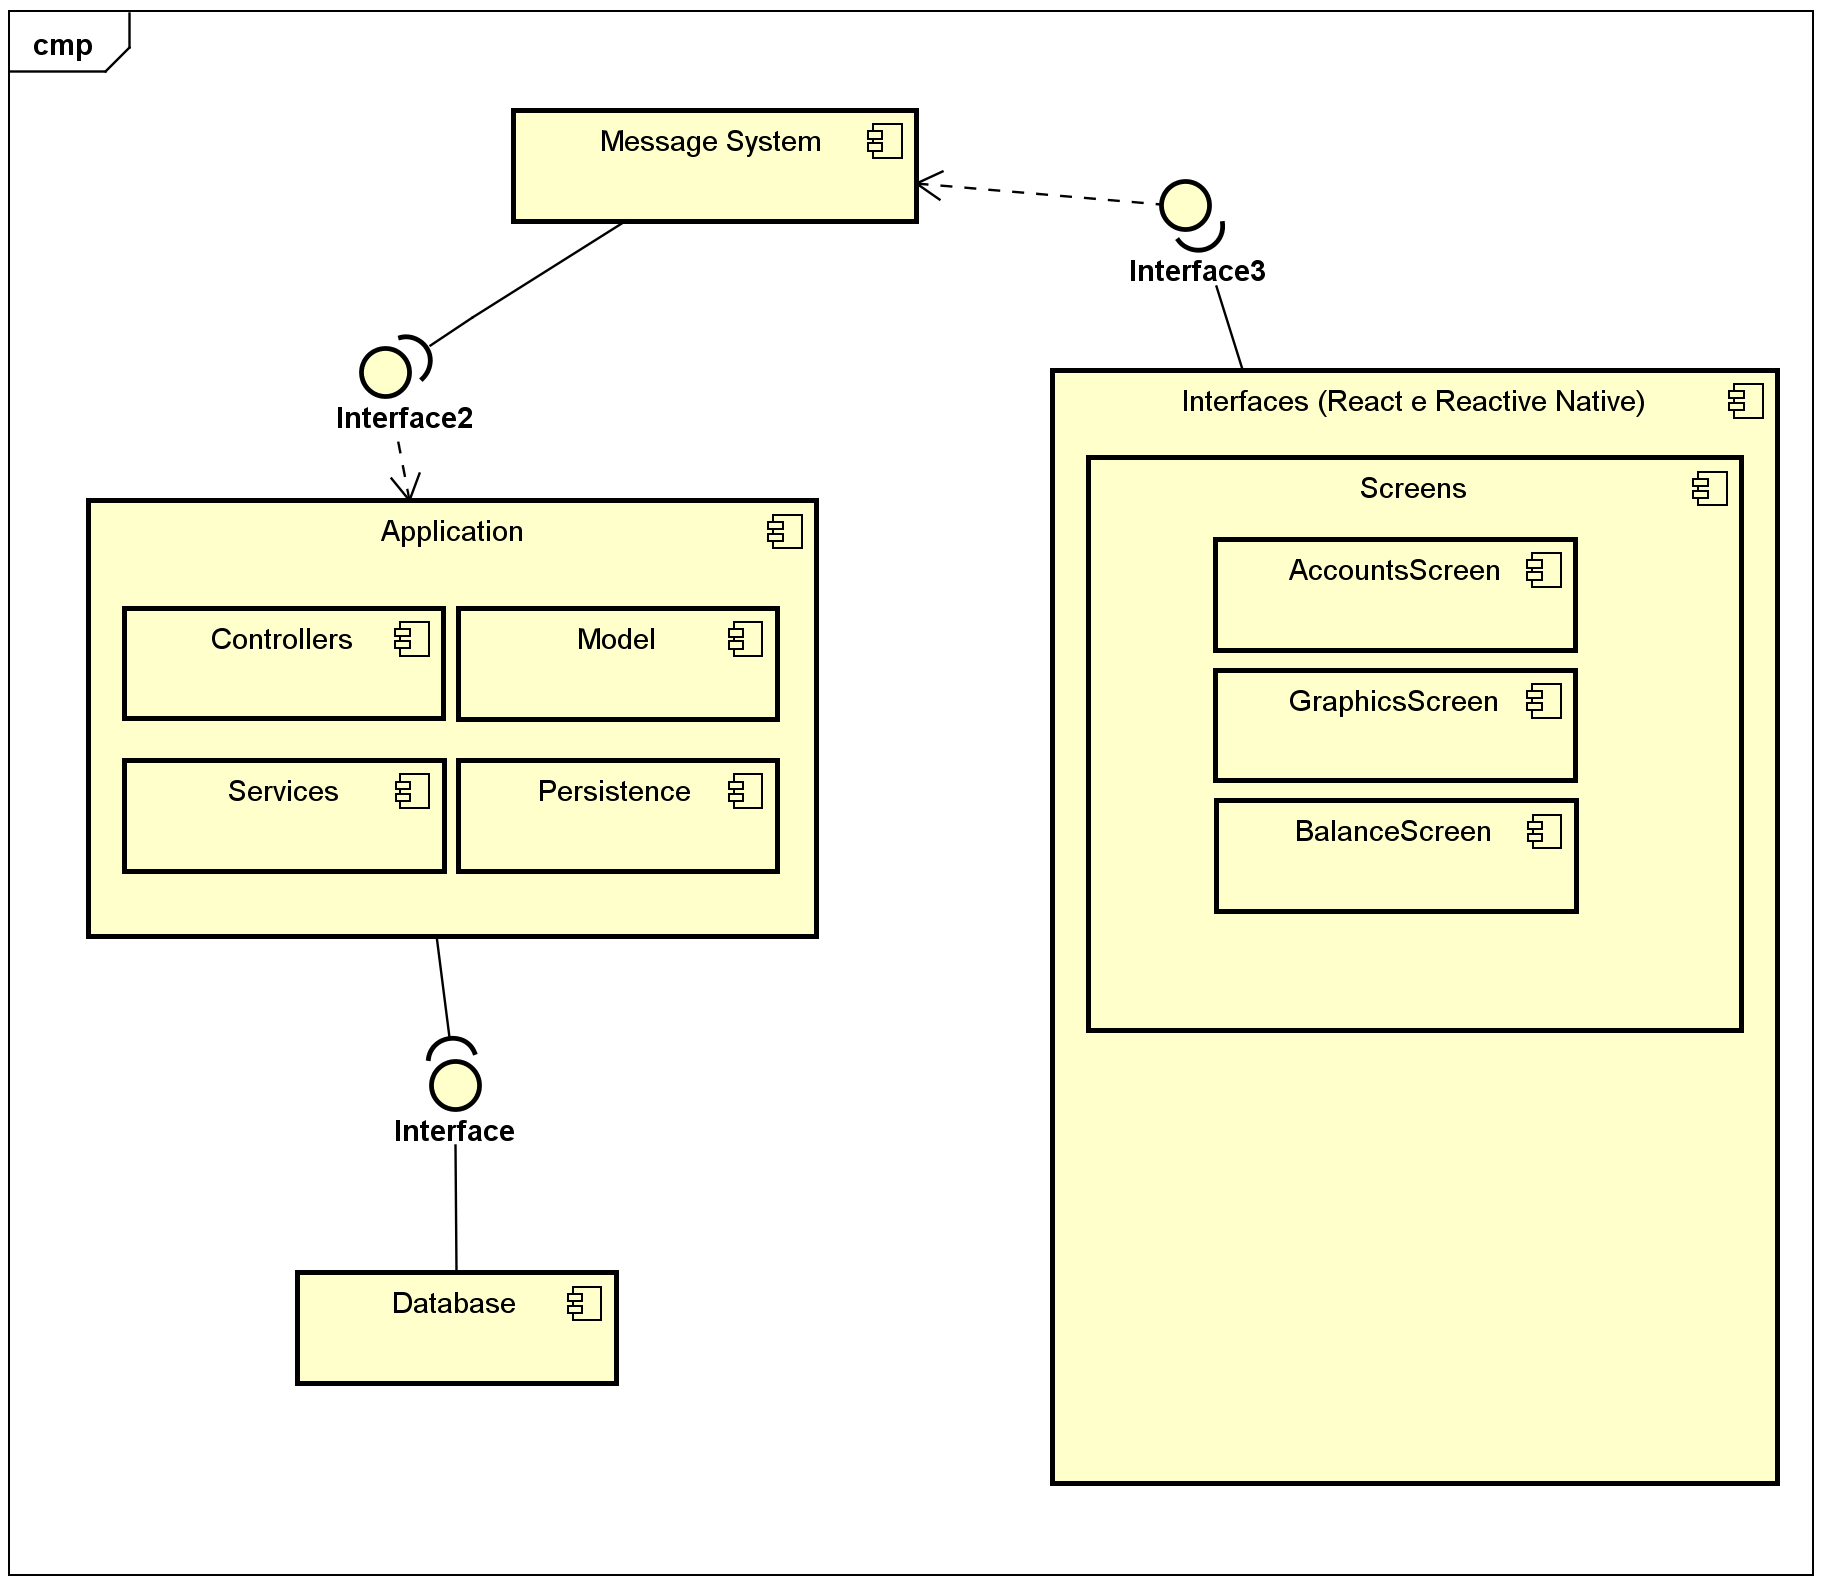 cmp
Message System
Interface3
Interface2
Interfaces (React e Reactive Native)
Screens
Application
AccountsScreen
Controllers
Model
GraphicsScreen
Services
Persistence
BalanceScreen
Interface
Database